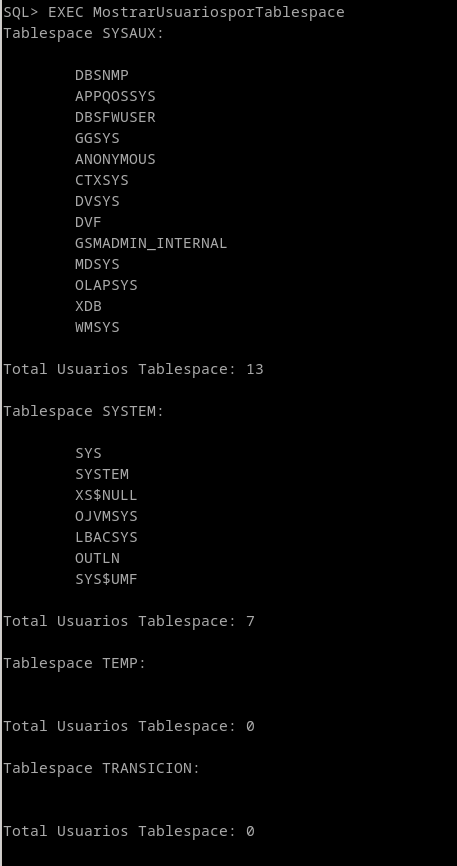 SQL> EXEC MostrarUsuariosporTablespace
Tablespace SYSAUX:
DBSNMP
APPQOSSYS
DBSFWUSER
GGSYS
ANONYMOUS
CTXSYS
DVSYS
DVF
GSMADMIN_INTERNAL
MDSYS
OLAPSYS
XDB
WMSYS
Total Usuarios Tablespace: 13
Tablespace SYSTEM:
SYS
SYSTEM
XS$NULL
OJVMSYS
LBACSYS
OUTLN
SYS$UMF
Total Usuarios Tablespace: 7
Tablespace TEMP:
Total Usuarios Tablespace: 0
Tablespace TRANSICION:
Total Usuarios Tablespace: 0